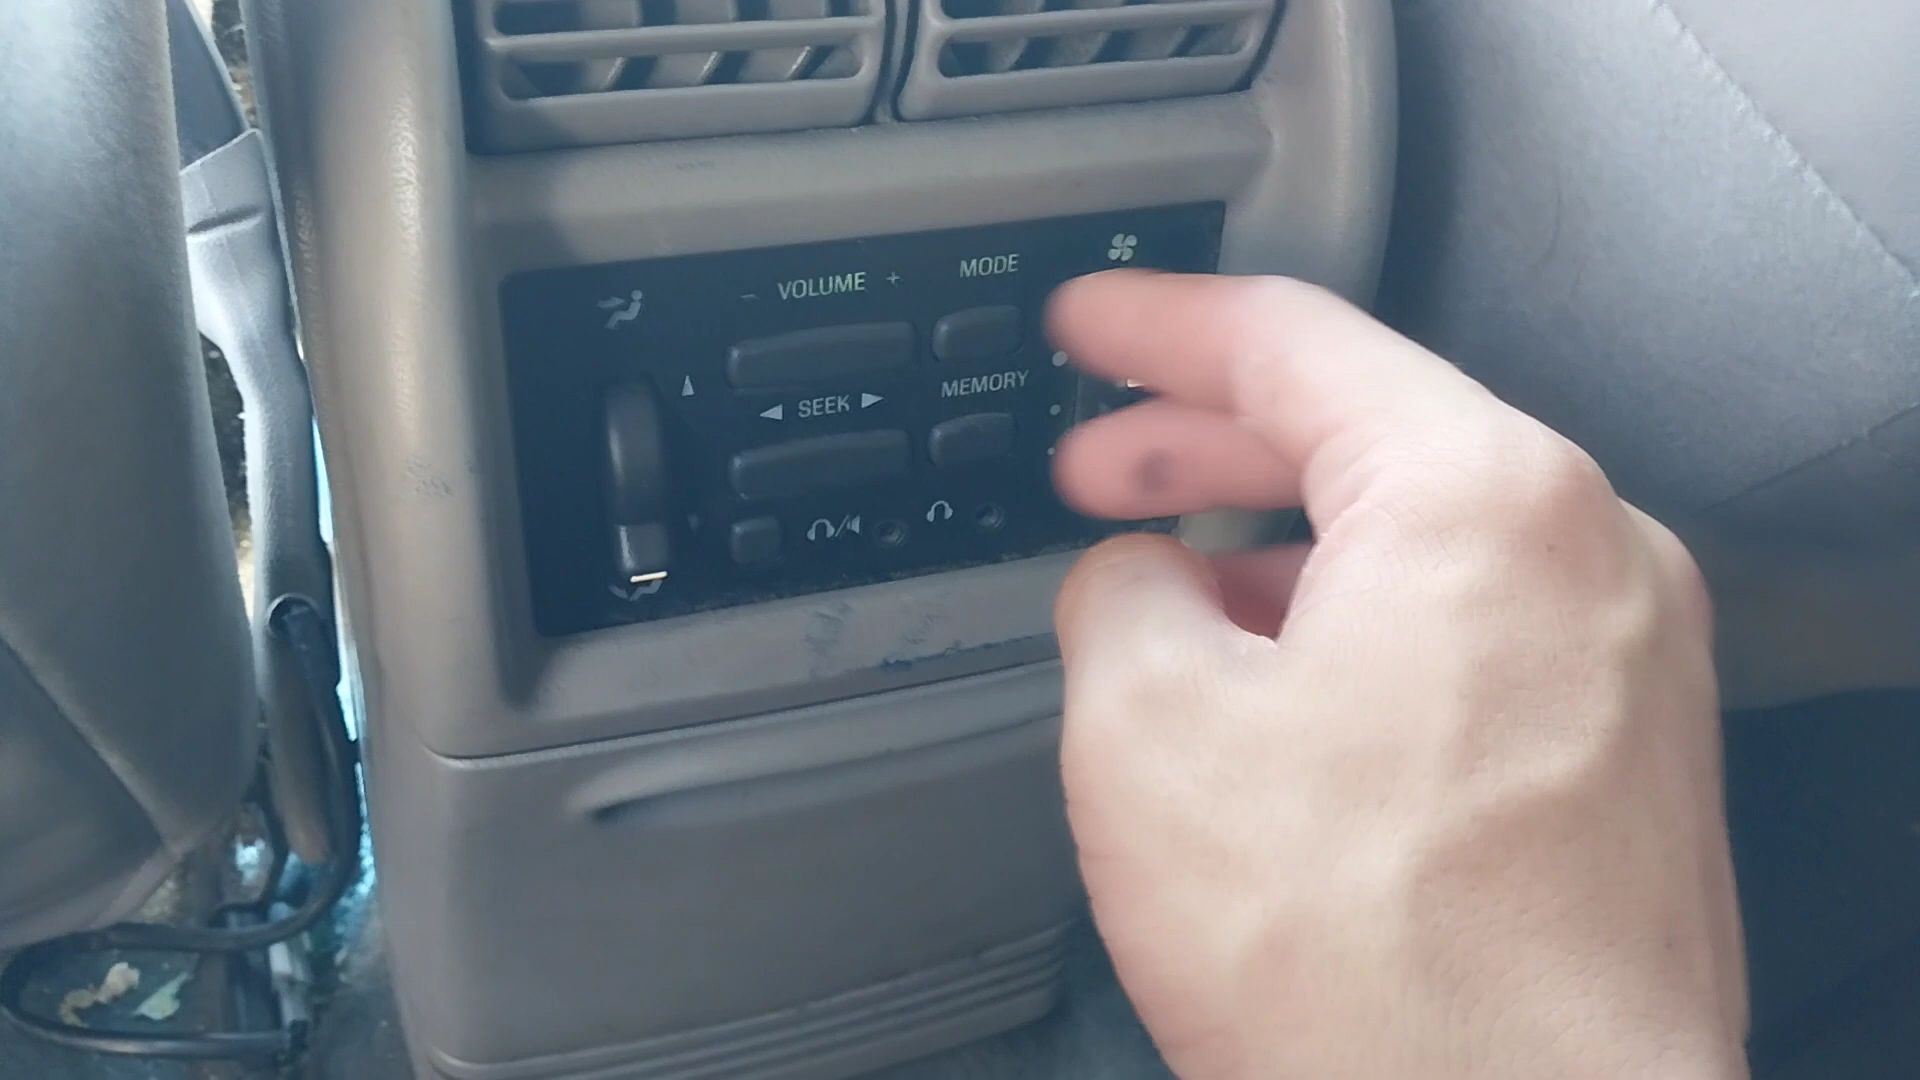 − VOLUME +
MODE
◀ SEEK ▶
MEMORY